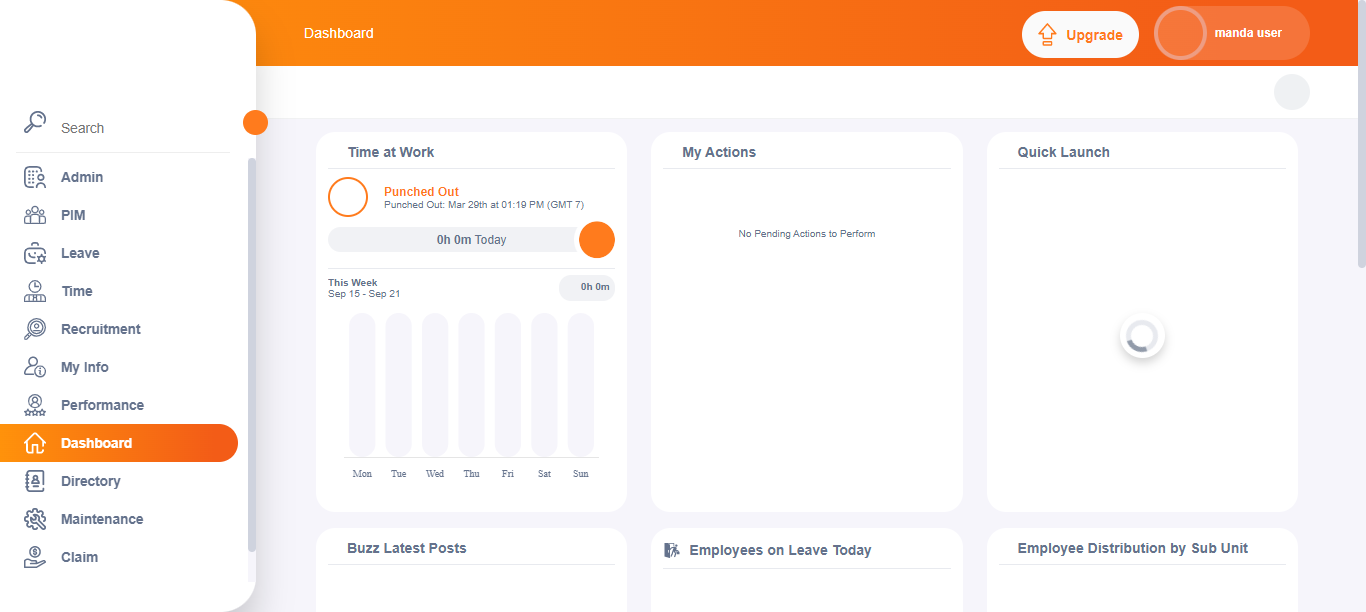 Dashboard
Upgrade
manda user
Search
Admin
PIM
Leave
Time
Recruitment
My Info
Performance
Dashboard
Directory
Maintenance
Claim
Time at Work
Punched Out
Punched Out: Mar 29th at 01:19 PM (GMT 7)
0h 0m Today
This Week
Sep 15 - Sep 21
0h 0m
Mon Tue Wed Thu Fri Sat Sun
My Actions
No Pending Actions to Perform
Quick Launch
Buzz Latest Posts
Employees on Leave Today
Employee Distribution by Sub Unit